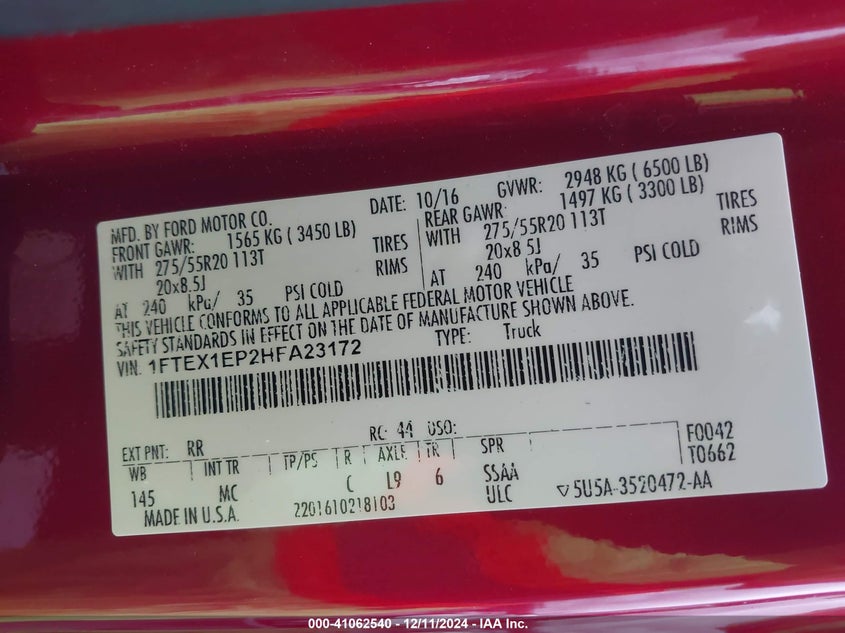 MFD. BY FORD MOTOR CO. DATE: 10/16 GVWR: 2948 KG ( 6500 LB)
FRONT GAWR: 1565 KG ( 3450 LB) REAR GAWR: 1497 KG ( 3300 LB)
WITH 275/55R20 113T TIRES WITH 275/55R20 113T TIRES
20x8.5J RIMS 20x8.5J RIMS
AT 240 kPa/ 35 PSI COLD AT 240 kPa/ 35 PSI COLD
THIS VEHICLE CONFORMS TO ALL APPLICABLE FEDERAL MOTOR VEHICLE
SAFETY STANDARDS IN EFFECT ON THE DATE OF MANUFACTURE SHOWN ABOVE.
VIN: 1FTEX1EP2HFA23172 TYPE: Truck
EXT PNT: RR RC: 44 DSO: F0042
WB INT TR TP/PS R AXLE TR SPR T0662
145 MC C L9 6 SSAA
MADE IN U.S.A. 2201610218103 ULC ▽5U5A-3520472-AA
000-41062540 - 12/11/2024 - IAA Inc.